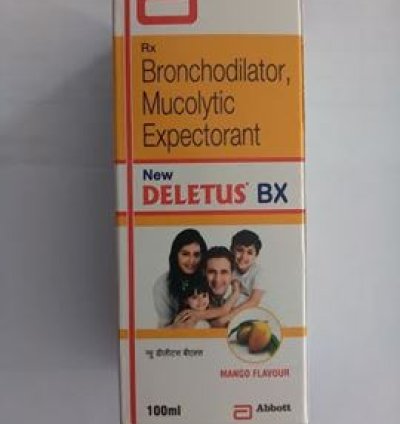 Rx
Bronchodilator,
Mucolytic
Expectorant
New
DELETUS BX
न्यू डीलीटस बीएक्स
MANGO FLAVOUR
100ml
Abbott